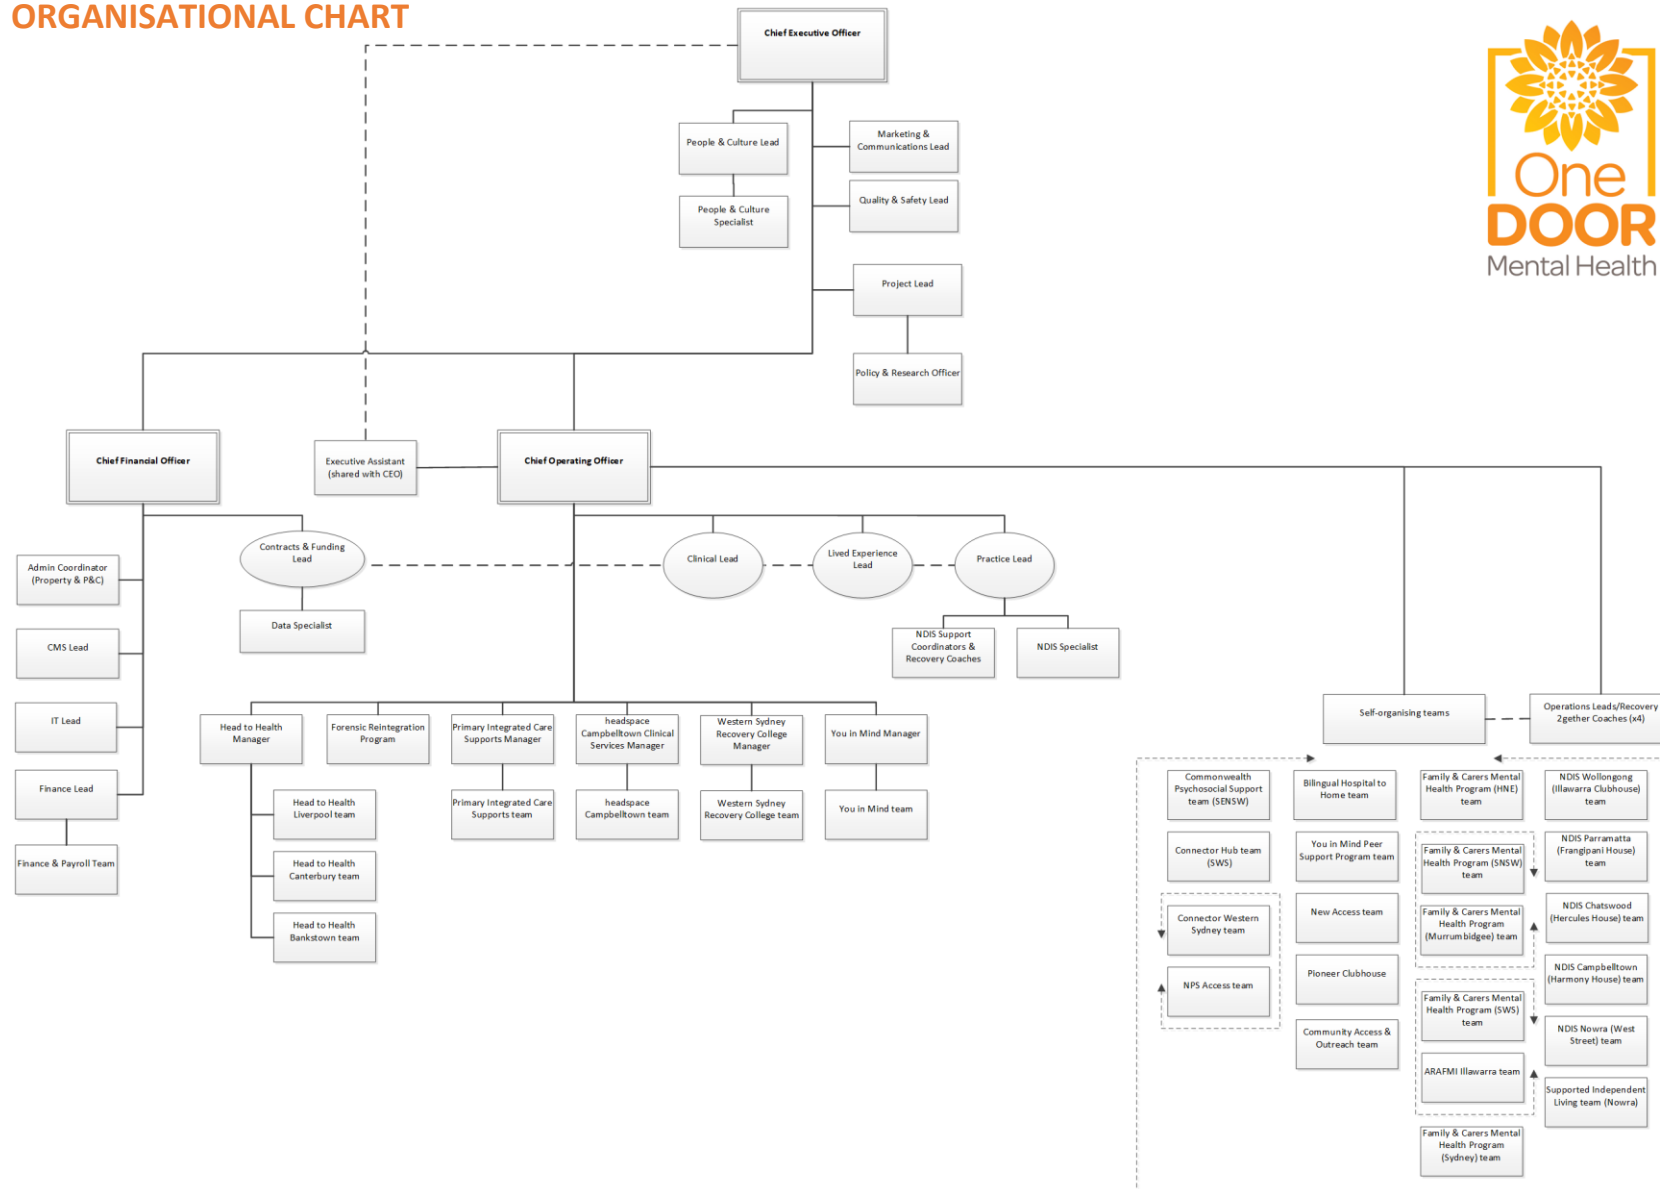 ORGANISATIONAL CHART
Chief Executive Officer
One
DOOR
Mental Health
People & Culture Lead
Marketing &
Communications Lead
People & Culture
Specialist
Quality & Safety Lead
Project Lead
Policy & Research Officer
Chief Financial Officer
Executive Assistant
(shared with CEO)
Chief Operating Officer
Admin Coordinator
(Property & P&C)
CMS Lead
IT Lead
Finance Lead
Finance & Payroll Team
Contracts & Funding
Lead
Data Specialist
Clinical Lead
Lived Experience
Lead
Practice Lead
NDIS Support
Coordinators &
Recovery Coaches
NDIS Specialist
Head to Health
Manager
Forensic Reintegration
Program
Primary Integrated Care
Supports Manager
headspace
Campbelltown Clinical
Services Manager
Western Sydney
Recovery College
Manager
You in Mind Manager
Head to Health
Liverpool team
Head to Health
Canterbury team
Head to Health
Bankstown team
Primary Integrated Care
Supports team
headspace
Campbelltown team
Western Sydney
Recovery College team
You in Mind team
Self-organising teams
Operations Leads/Recovery
2gether Coaches (x4)
Commonwealth
Psychosocial Support
team (SENSW)
Connector Hub team
(SWS)
Connector Western
Sydney team
NPS Access team
Bilingual Hospital to
Home team
You in Mind Peer
Support Program team
New Access team
Pioneer Clubhouse
Community Access &
Outreach team
Family & Carers Mental
Health Program (HNE)
team
Family & Carers Mental
Health Program (SNSW)
team
Family & Carers Mental
Health Program
(Murrumbidgee) team
Family & Carers Mental
Health Program (SWS)
team
ARAFMI Illawarra team
Family & Carers Mental
Health Program
(Sydney) team
NDIS Wollongong
(Illawarra Clubhouse)
team
NDIS Parramatta
(Frangipani House)
team
NDIS Chatswood
(Hercules House) team
NDIS Campbelltown
(Harmony House) team
NDIS Nowra (West
Street) team
Supported Independent
Living team (Nowra)